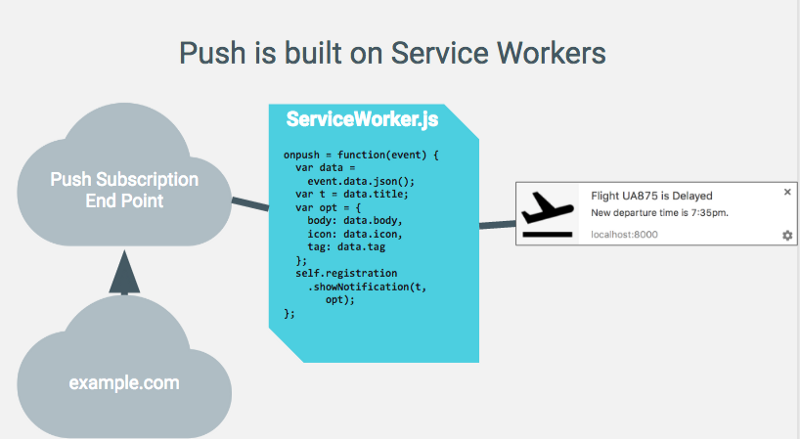 Push is built on Service Workers
Push Subscription
End Point
example.com
ServiceWorker.js
onpush = function(event) {
  var data =
    event.data.json();
  var t = data.title;
  var opt = {
    body: data.body,
    icon: data.icon,
    tag: data.tag
  };
  self.registration
    .showNotification(t,
      opt);
};
Flight UA875 is Delayed
New departure time is 7:35pm.
localhost:8000